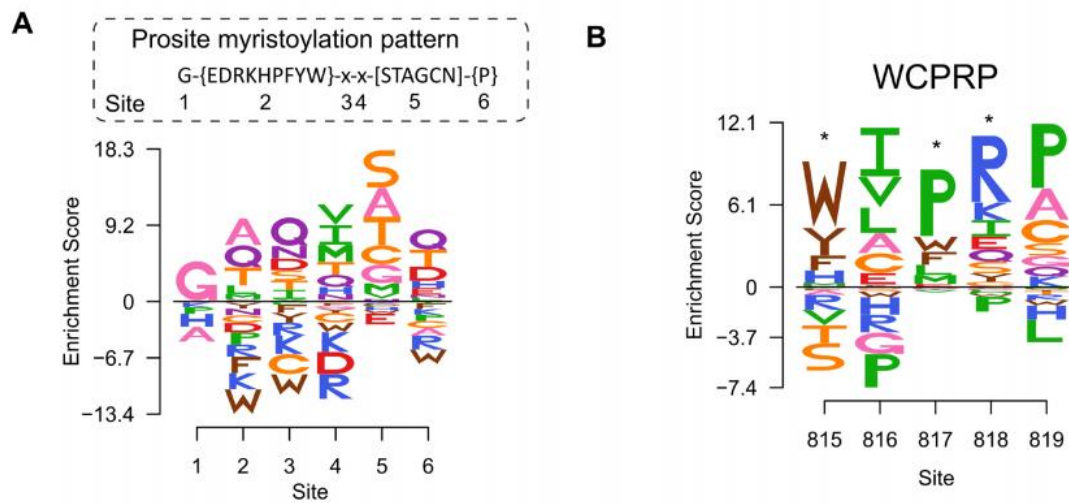 A
Prosite myristoylation pattern
G-{EDRKHPFYW}-x-x-[STAGCN]-{P}
Site 1 2 3 4 5 6
Enrichment Score
18.3
9.2
0
−6.7
−13.4
G
A
A
Q
T
F
K
W
Q
N
D
C
W
V
I
M
T
K
D
R
S
A
T
C
G
Q
T
D
R
W
1 2 3 4 5 6
Site
B
WCPRP
Enrichment Score
12.1
6.1
0
−3.7
−7.4
*
W
Y
F
H
R
V
I
S
I
V
L
A
C
R
G
P
*
P
W
F
*
R
K
I
E
P
P
A
C
S
H
L
815 816 817 818 819
Site